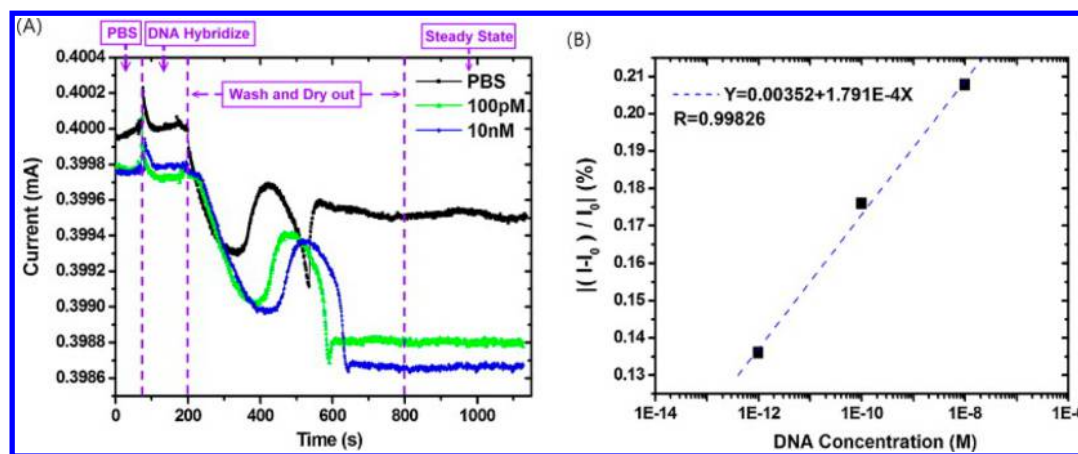 (A)
PBS
DNA Hybridize
Steady State
Wash and Dry out
PBS
100pM
10nM
0.4004
0.4002
0.4000
0.3998
0.3996
0.3994
0.3992
0.3990
0.3988
0.3986
Current (mA)
0 200 400 600 800 1000
Time (s)
(B)
Y=0.00352+1.791E-4X
R=0.99826
0.21
0.20
0.19
0.18
0.17
0.16
0.15
0.14
0.13
|( I-I0 ) / I0| (%)
1E-14 1E-12 1E-10 1E-8 1E-6
DNA Concentration (M)